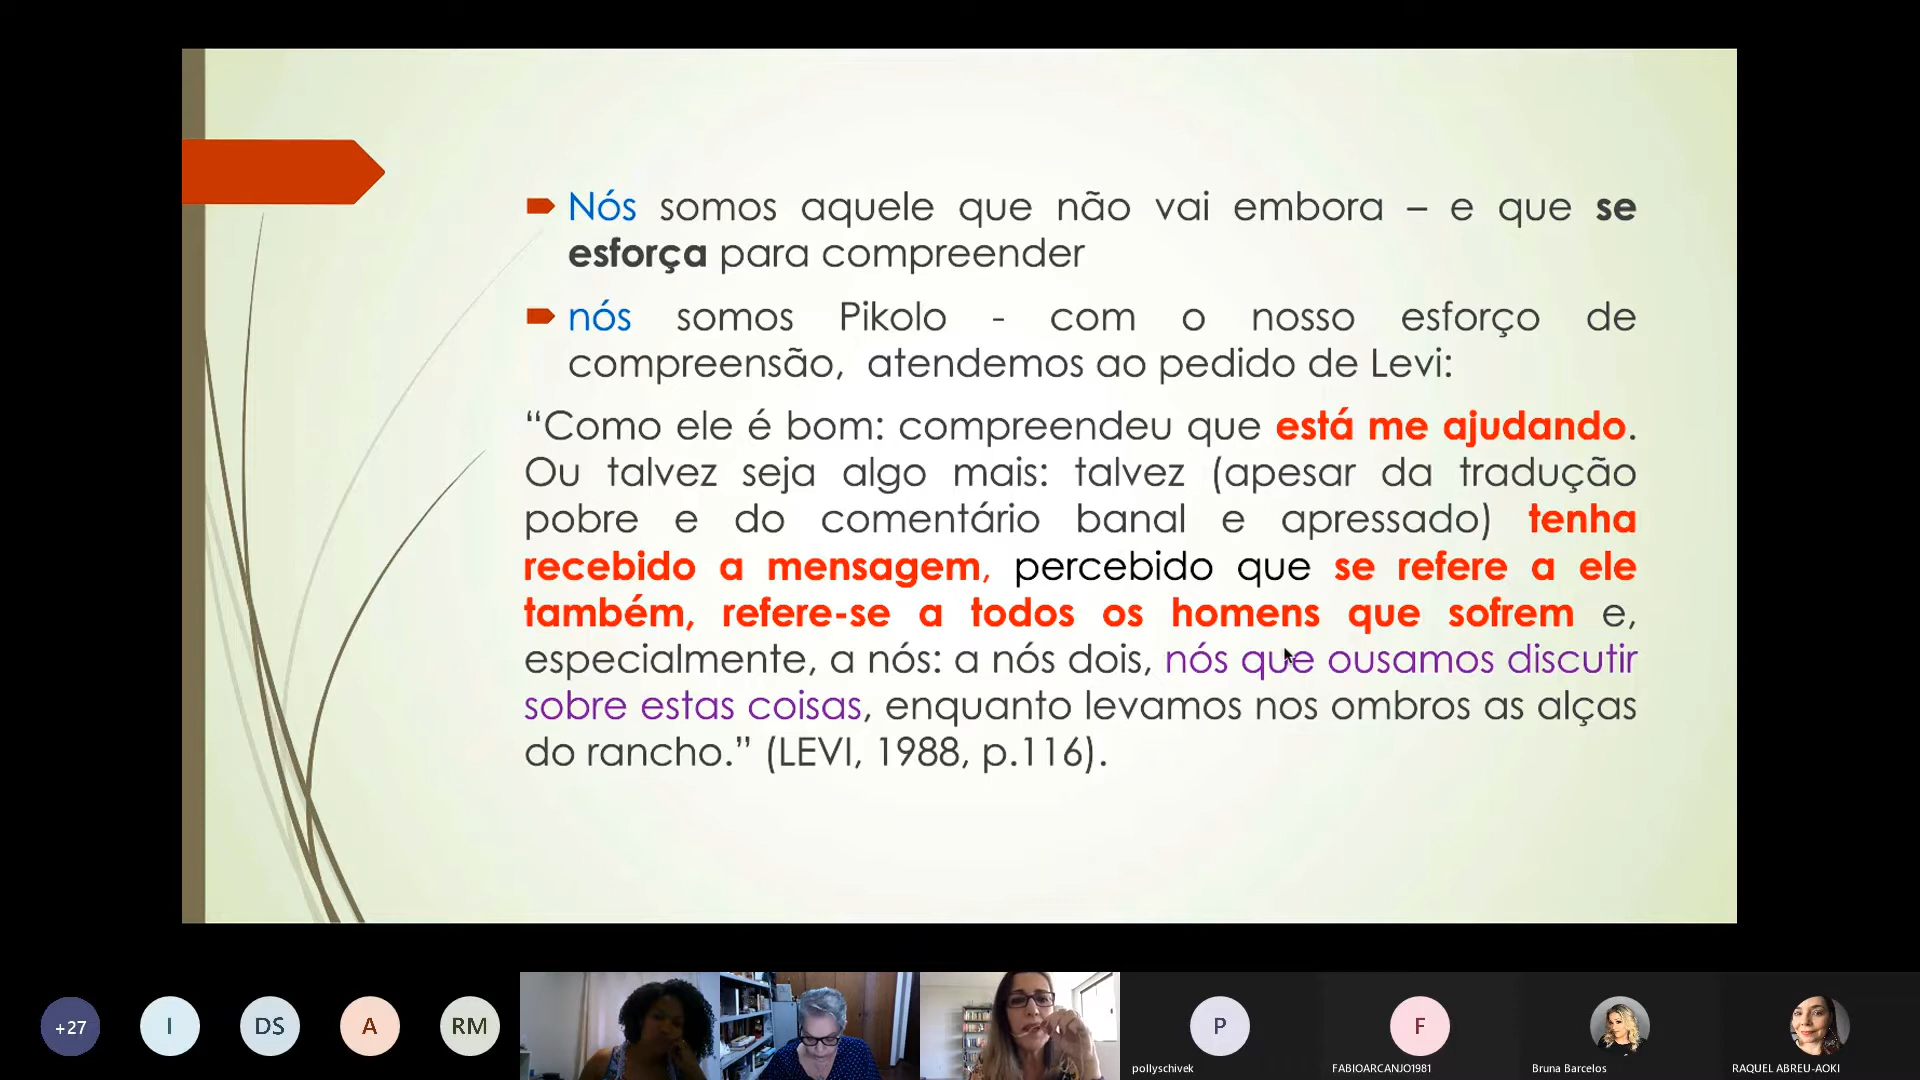 Nós somos aquele que não vai embora – e que se
esforça para compreender
nós somos Pikolo - com o nosso esforço de
compreensão, atendemos ao pedido de Levi:
“Como ele é bom: compreendeu que está me ajudando.
Ou talvez seja algo mais: talvez (apesar da tradução
pobre e do comentário banal e apressado) tenha
recebido a mensagem, percebido que se refere a ele
também, refere-se a todos os homens que sofrem e,
especialmente, a nós: a nós dois, nós que ousamos discutir
sobre estas coisas, enquanto levamos nos ombros as alças
do rancho.” (LEVI, 1988, p.116).
+27
I
DS
A
RM
P
F
pollyschivek
FABIOARCANJO1981
Bruna Barcelos
RAQUEL ABREU-AOKI